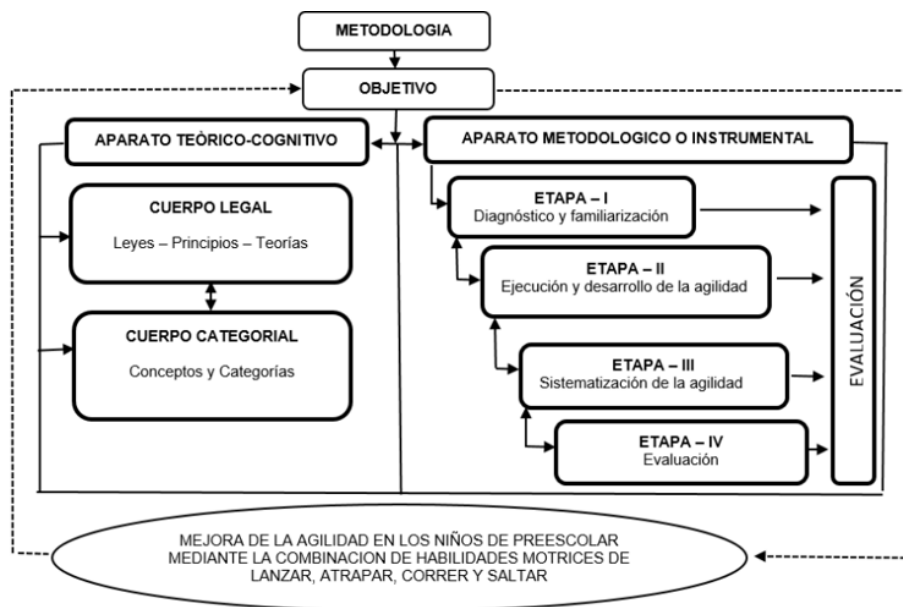 METODOLOGIA
OBJETIVO
APARATO TEÒRICO-COGNITIVO
CUERPO LEGAL
Leyes – Principios – Teorías
CUERPO CATEGORIAL
Conceptos y Categorías
APARATO METODOLOGICO O INSTRUMENTAL
ETAPA – I
Diagnóstico y familiarización
ETAPA – II
Ejecución y desarrollo de la agilidad
ETAPA – III
Sistematización de la agilidad
ETAPA – IV
Evaluación
EVALUACIÓN
MEJORA DE LA AGILIDAD EN LOS NIÑOS DE PREESCOLAR
MEDIANTE LA COMBINACION DE HABILIDADES MOTRICES DE
LANZAR, ATRAPAR, CORRER Y SALTAR